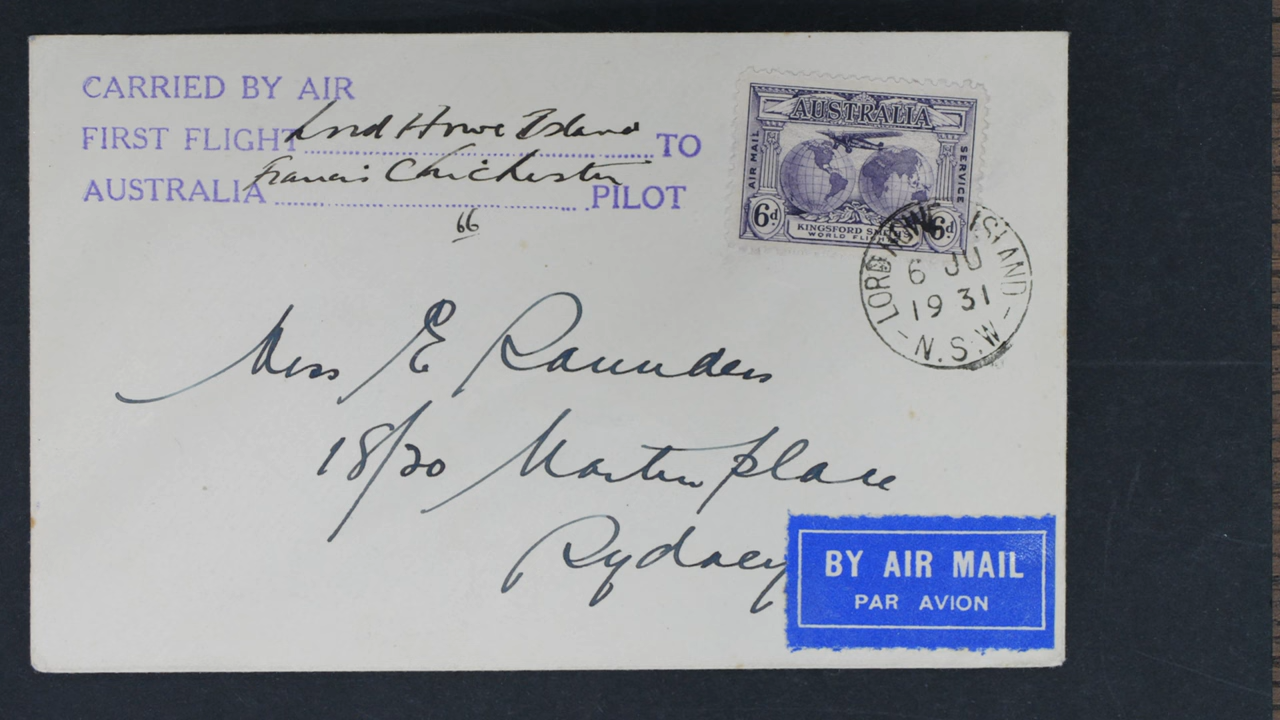 CARRIED BY AIR
FIRST FLIGHT Lord Howe Island TO
AUSTRALIA Francis Chichester PILOT
66
AUSTRALIA
AIR MAIL
SERVICE
6d 6d
KINGSFORD SMITH'S
WORLD FLIGHTS
LORD HOWE ISLAND
6 JU
19 31
N.S.W
Miss E Saunders
18/20 Martin Place
Sydney
BY AIR MAIL
PAR AVION